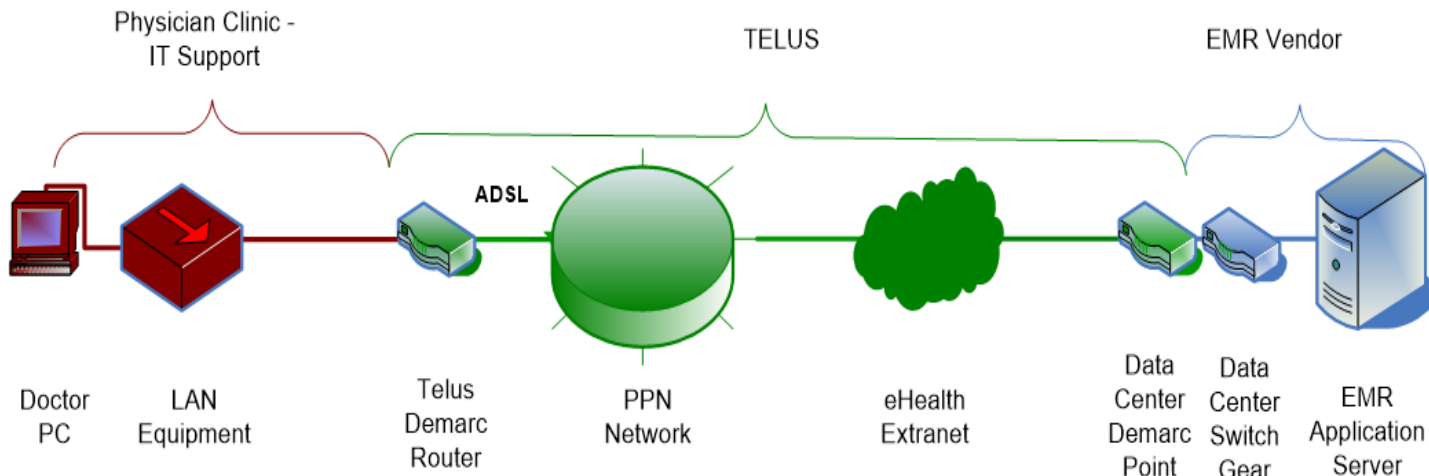 Physician Clinic -
IT Support
TELUS
EMR Vendor
ADSL
Doctor
PC
LAN
Equipment
Telus
Demarc
Router
PPN
Network
eHealth
Extranet
Data
Center
Demarc
Point
Data
Center
Switch
Gear
EMR
Application
Server